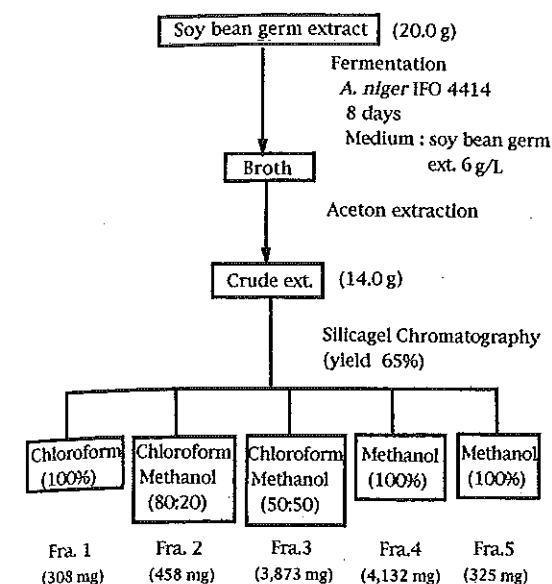 Soy bean germ extract (20.0 g)
Fermentation
A. niger IFO 4414
8 days
Medium : soy bean germ
ext. 6 g/L
Broth
Aceton extraction
Crude ext. (14.0 g)
Silicagel Chromatography
(yield 65%)
Chloroform
(100%)
Chloroform
Methanol
(80:20)
Chloroform
Methanol
(50:50)
Methanol
(100%)
Methanol
(100%)
Fra. 1
(308 mg)
Fra. 2
(458 mg)
Fra.3
(3,873 mg)
Fra.4
(4,132 mg)
Fra.5
(325 mg)